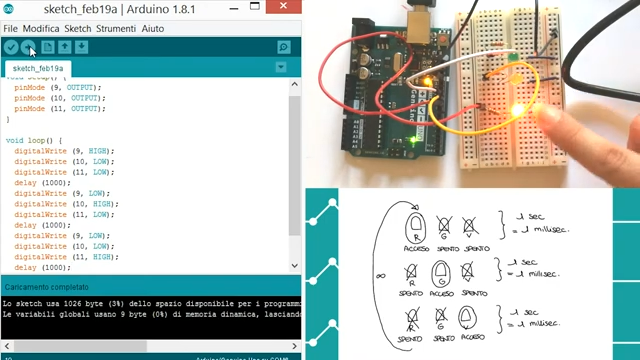 sketch_feb19a | Arduino 1.8.1
File Modifica Sketch Strumenti Aiuto
sketch_feb19a
void setup() {
pinMode (9, OUTPUT);
pinMode (10, OUTPUT);
pinMode (11, OUTPUT);
}
void loop() {
digitalWrite (9, HIGH);
digitalWrite (10, LOW);
digitalWrite (11, LOW);
delay (1000);
digitalWrite (9, LOW);
digitalWrite (10, HIGH);
digitalWrite (11, LOW);
delay (1000);
digitalWrite (9, LOW);
digitalWrite (10, LOW);
digitalWrite (11, HIGH);
delay (1000);
Caricamento completato
Lo sketch usa 1026 byte (3%) dello spazio disponibile per i programmi
Le variabili globali usano 9 byte (0%) di memoria dinamica, lasciando
R G V
ACCESO SPENTO SPENTO
1 sec
= 1 millisec.
R G V
SPENTO ACCESO SPENTO
1 sec
= 1 millisec.
R G V
SPENTO SPENTO ACCESO
1 sec
= 1 millisec.
∞